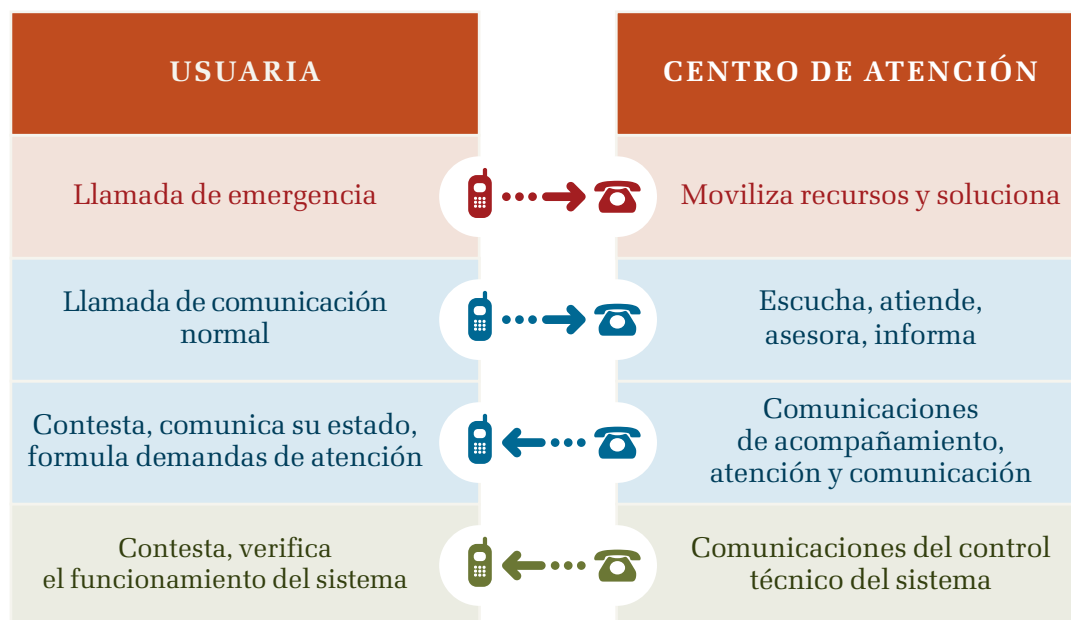 USUARIA
CENTRO DE ATENCIÓN
Llamada de emergencia
Moviliza recursos y soluciona
Llamada de comunicación
normal
Escucha, atiende,
asesora, informa
Contesta, comunica su estado,
formula demandas de atención
Comunicaciones
de acompañamiento,
atención y comunicación
Contesta, verifica
el funcionamiento del sistema
Comunicaciones del control
técnico del sistema